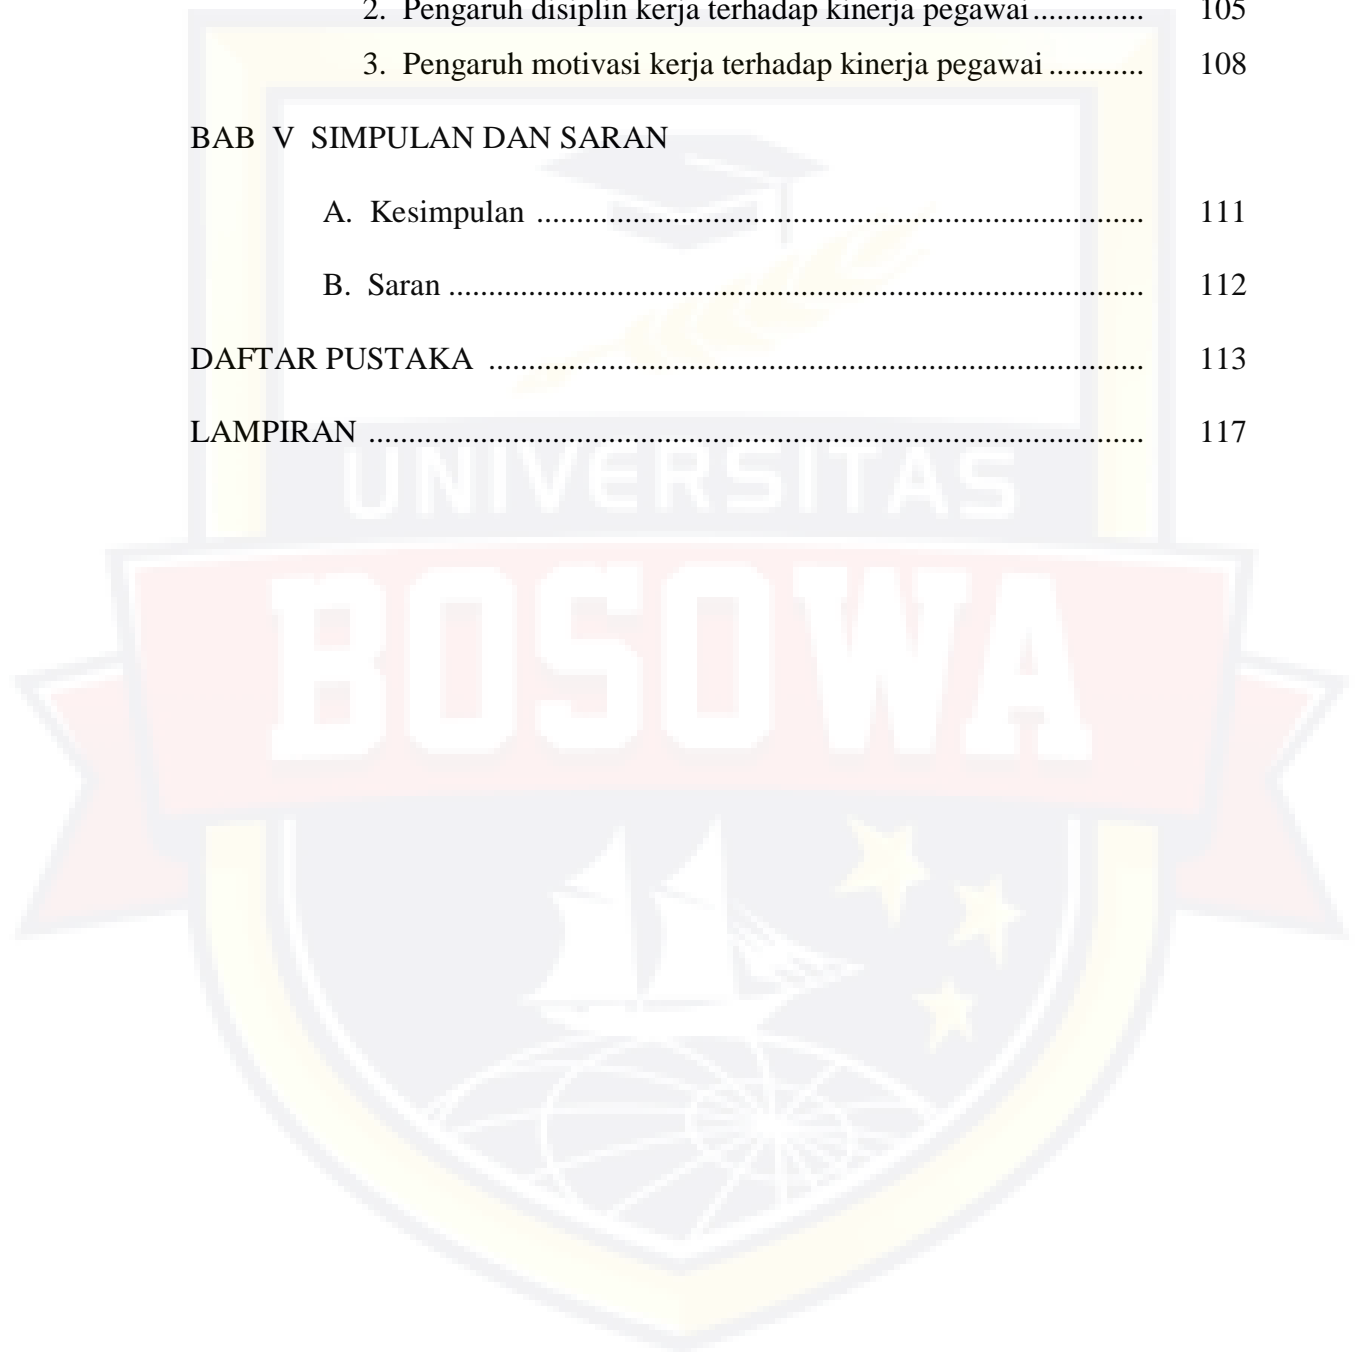 2. Pengaruh disiplin kerja terhadap kinerja pegawai.............. 105
3. Pengaruh motivasi kerja terhadap kinerja pegawai ............ 108
BAB V SIMPULAN DAN SARAN
A. Kesimpulan ............................................................................ 111
B. Saran ....................................................................................... 112
DAFTAR PUSTAKA .................................................................................. 113
LAMPIRAN ................................................................................................. 117
UNIVERSITAS
BOSOWA